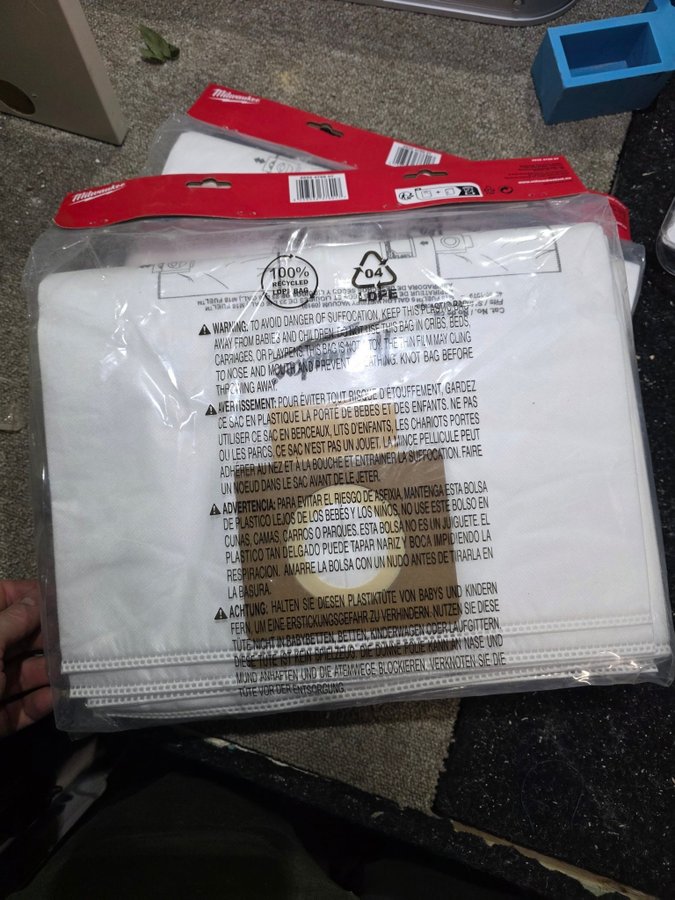 Milwaukee
Milwaukee
100%
RECYCLED
LDPE BAG
04
LDPE
WARNING: TO AVOID DANGER OF SUFFOCATION, KEEP THIS PLASTIC
AWAY FROM BABIES AND CHILDREN. DO NOT USE THIS BAG IN CRIBS, BEDS,
CARRIAGES, OR PLAYPENS. THIS BAG IS NOT A TOY. THE THIN FILM MAY CLING
TO NOSE AND MOUTH AND PREVENT BREATHING. KNOT BAG BEFORE
THROWING AWAY.
AVERTISSEMENT: POUR ÉVITER TOUT RISQUE D'ÉTOUFFEMENT, GARDEZ
CE SAC EN PLASTIQUE LA PORTÉ DE BEBES ET DES ENFANTS. NE PAS
UTILISER CE SAC EN BERCEAUX, LITS D'ENFANTS, LES CHARIOTS PORTES
OU LES PARCS. CE SAC N'EST PAS UN JOUET. LA MINCE PELLICULE PEUT
ADHÉRER AU NEZ ET À LA BOUCHE ET ENTRAINER LA SUFFOCATION. FAIRE
UN NOEUD DANS LE SAC AVANT DE LE JETER.
ADVERTENCIA: PARA EVITAR EL RIESGO DE ASFIXIA, MANTENGA ESTA BOLSA
DE PLASTICO LEJOS DE LOS BEBÉS Y LOS NIÑOS. NO USE ESTE BOLSO EN
CUNAS, CAMAS, CARROS O PARQUES. ESTA BOLSA NO ES UN JUGUETE. EL
PLASTICO TAN DELGADO PUEDE TAPAR NARIZ Y BOCA IMPIDIENDO LA
RESPIRACION. AMARRE LA BOLSA CON UN NUDO ANTES DE TIRARLA EN
LA BASURA.
ACHTUNG: HALTEN SIE DIESEN PLASTIKTÜTE VON BABYS UND KINDERN
FERN, UM EINE ERSTICKUNGSGEFAHR ZU VERHINDERN. NUTZEN SIE DIESE
TÜTE NICHT IN BABYBETTEN, BETTEN, KINDERWAGEN ODER LAUFGITTERN.
DIESE TÜTE IST KEIN SPIELZEUG. DIE DÜNNE FOLIE KANN AN NASE UND
MUND ANHAFTEN UND DIE ATEMWEGE BLOCKIEREN. VERKNOTEN SIE DIE
TÜTE VOR DER ENTSORGUNG.